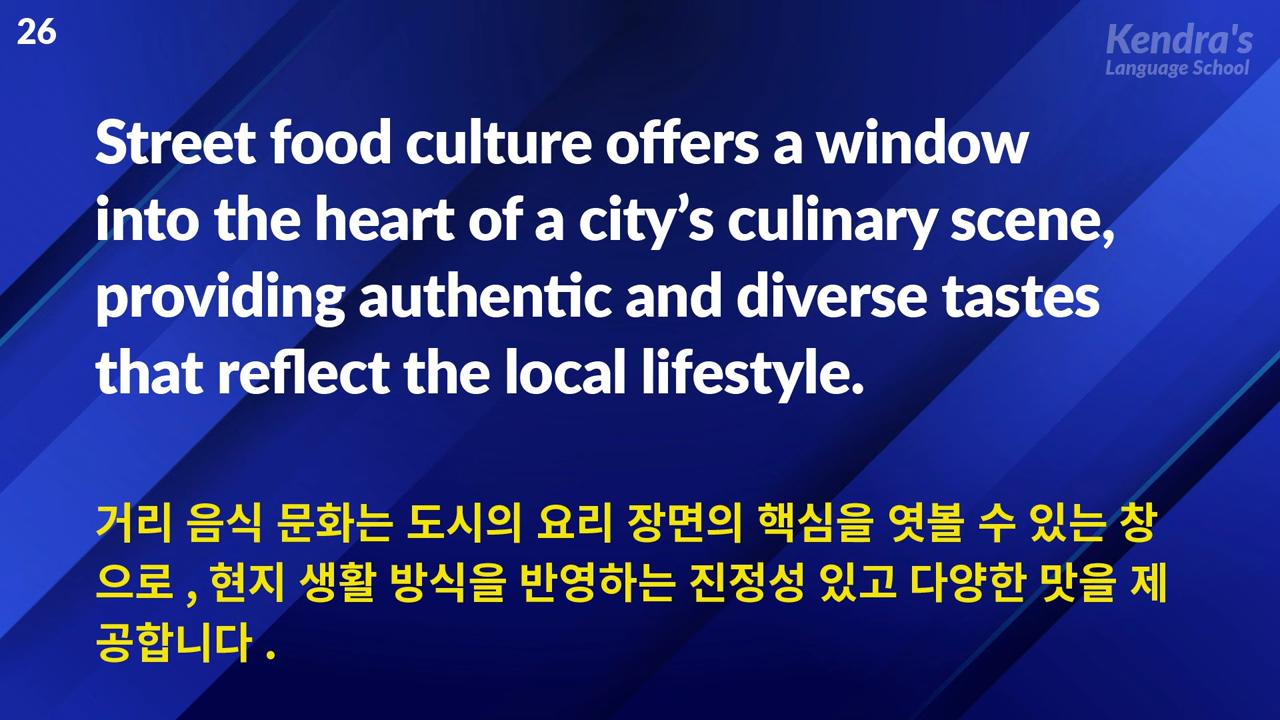 26
Kendra's
Language School
Street food culture offers a window
into the heart of a city’s culinary scene,
providing authentic and diverse tastes
that reflect the local lifestyle.
거리 음식 문화는 도시의 요리 장면의 핵심을 엿볼 수 있는 창
으로 , 현지 생활 방식을 반영하는 진정성 있고 다양한 맛을 제
공합니다 .